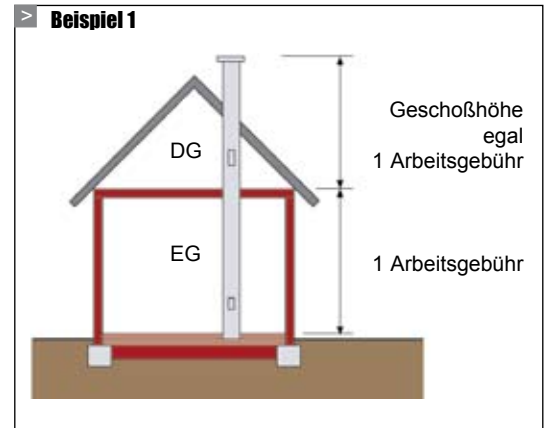 > Beispiel 1
Geschoßhöhe
egal
1 Arbeitsgebühr
DG
EG
1 Arbeitsgebühr